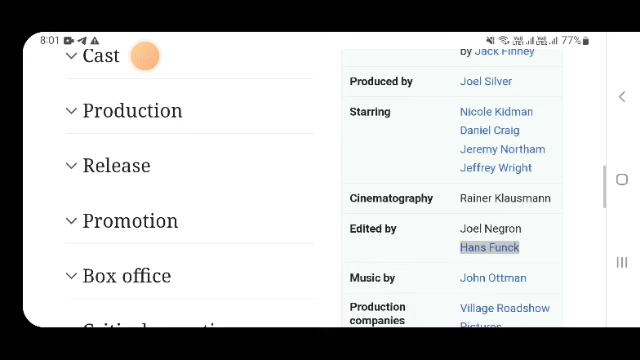 8:01
77%
Cast
Production
Release
Promotion
Box office
by Jack Finney
Produced by Joel Silver
Starring Nicole Kidman
Daniel Craig
Jeremy Northam
Jeffrey Wright
Cinematography Rainer Klausmann
Edited by Joel Negron
Hans Funck
Music by John Ottman
Production companies Village Roadshow
Pictures